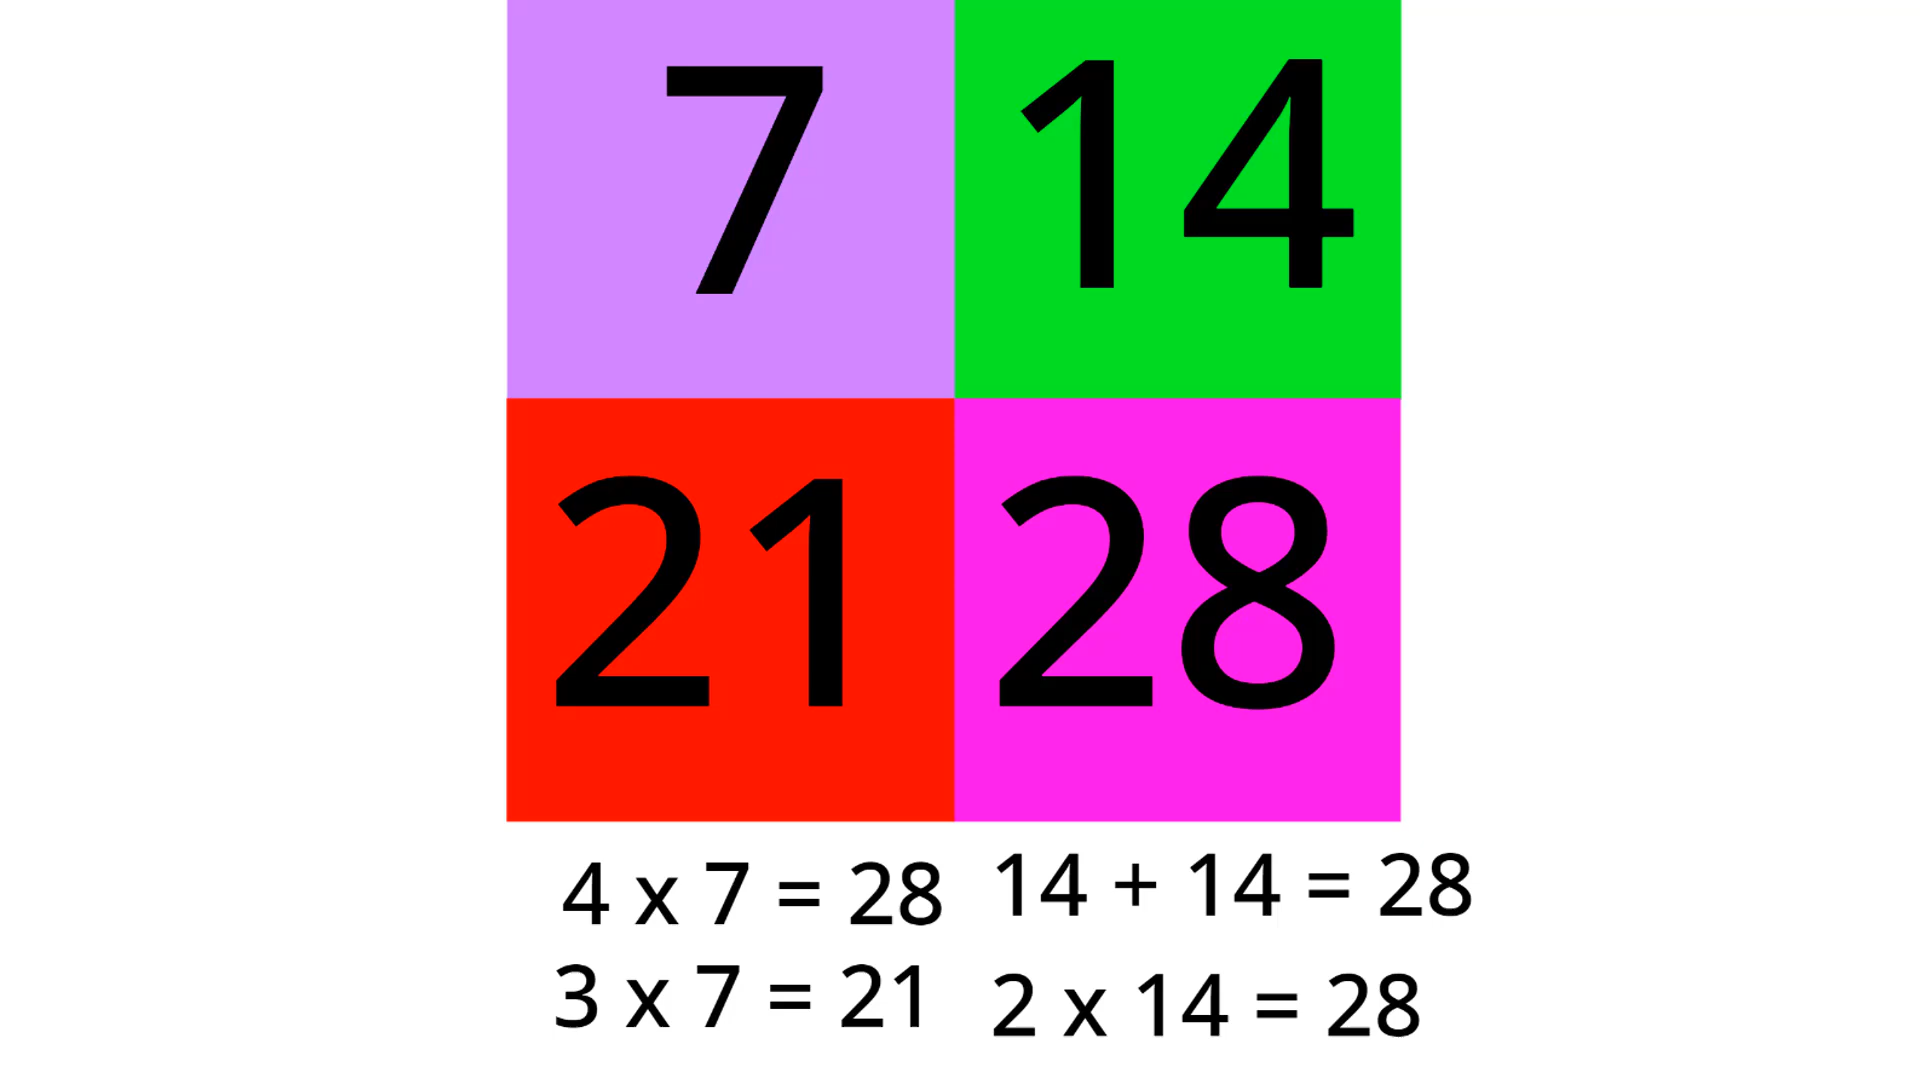 7 14
21 28
4 x 7 = 28 14 + 14 = 28
3 x 7 = 21 2 x 14 = 28